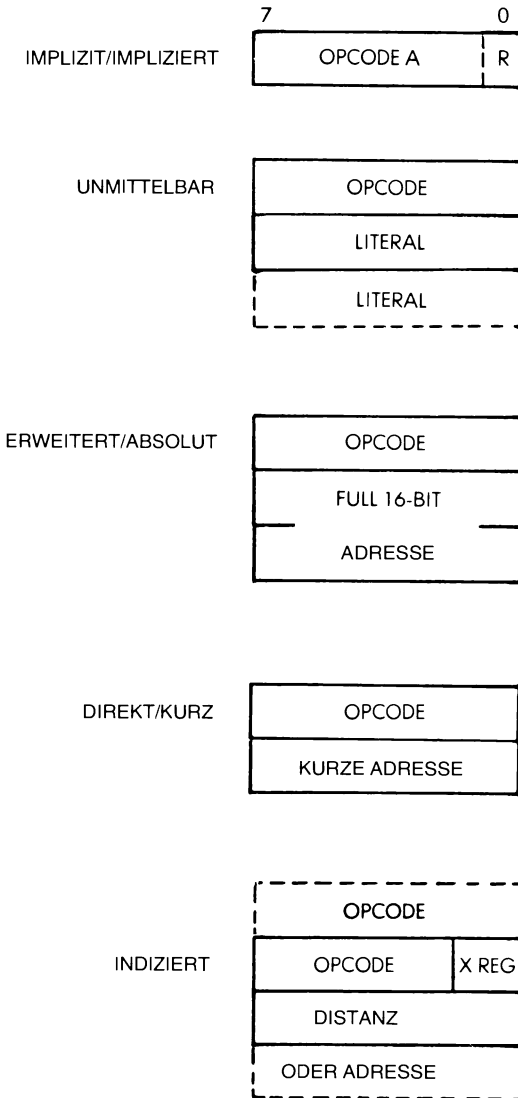 7 0
IMPLIZIT/IMPLIZIERT OPCODE A R
UNMITTELBAR OPCODE
LITERAL
LITERAL
ERWEITERT/ABSOLUT OPCODE
FULL 16-BIT
ADRESSE
DIREKT/KURZ OPCODE
KURZE ADRESSE
OPCODE
INDIZIERT OPCODE X REG
DISTANZ
ODER ADRESSE